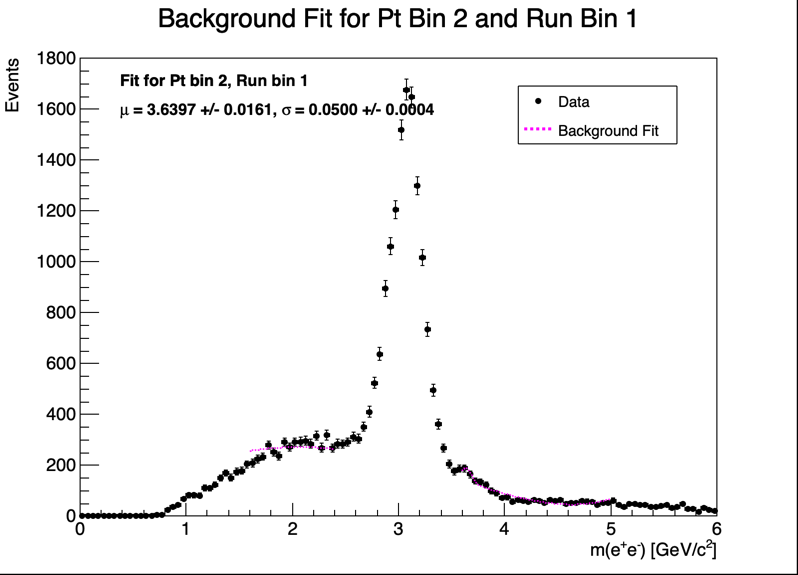 Background Fit for Pt Bin 2 and Run Bin 1
Events
1800
1600
1400
1200
1000
800
600
400
200
0
Fit for Pt bin 2, Run bin 1
μ = 3.6397 +/- 0.0161, σ = 0.0500 +/- 0.0004
Data
Background Fit
0 1 2 3 4 5 6
m(e⁺e⁻) [GeV/c²]